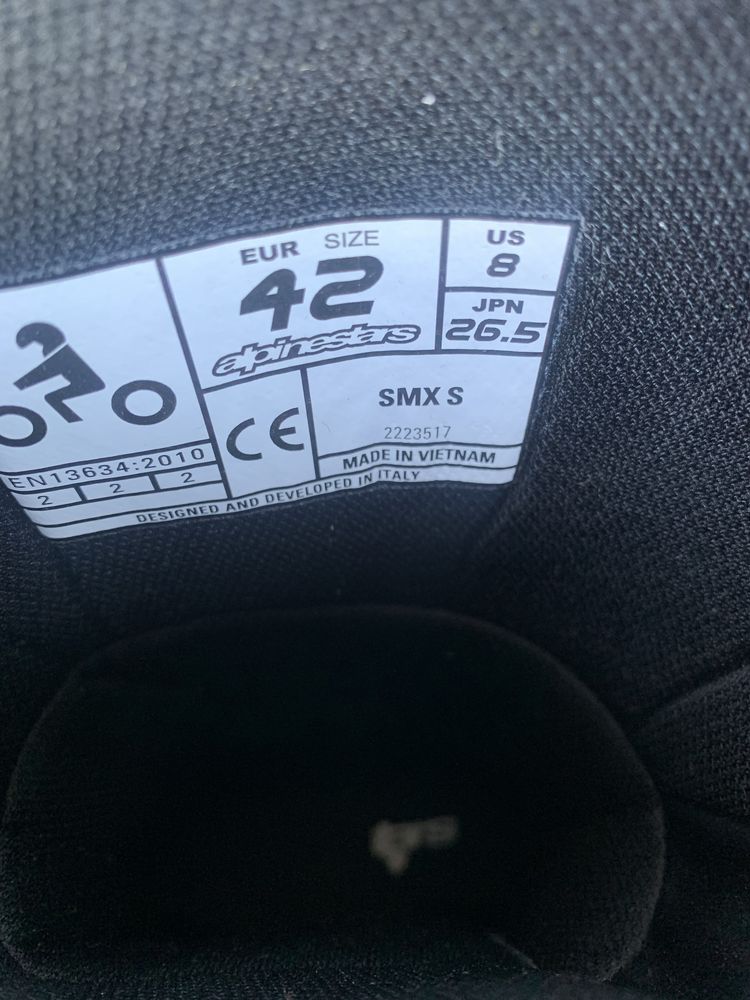 EUR SIZE
42
alpinestars
US
8
JPN
26.5
CE
SMX S
2223517
MADE IN VIETNAM
EN13634:2010
2 2 2
DESIGNED AND DEVELOPED IN ITALY